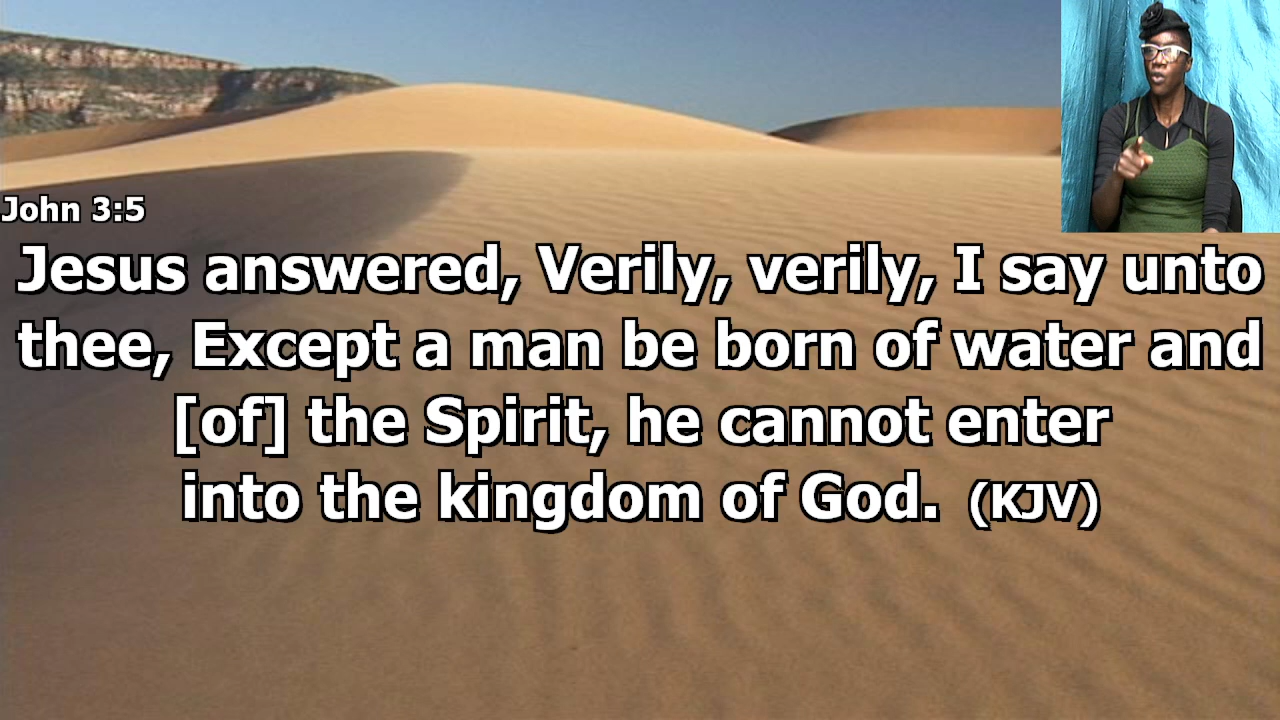 John 3:5
Jesus answered, Verily, verily, I say unto
thee, Except a man be born of water and
[of] the Spirit, he cannot enter
into the kingdom of God. (KJV)